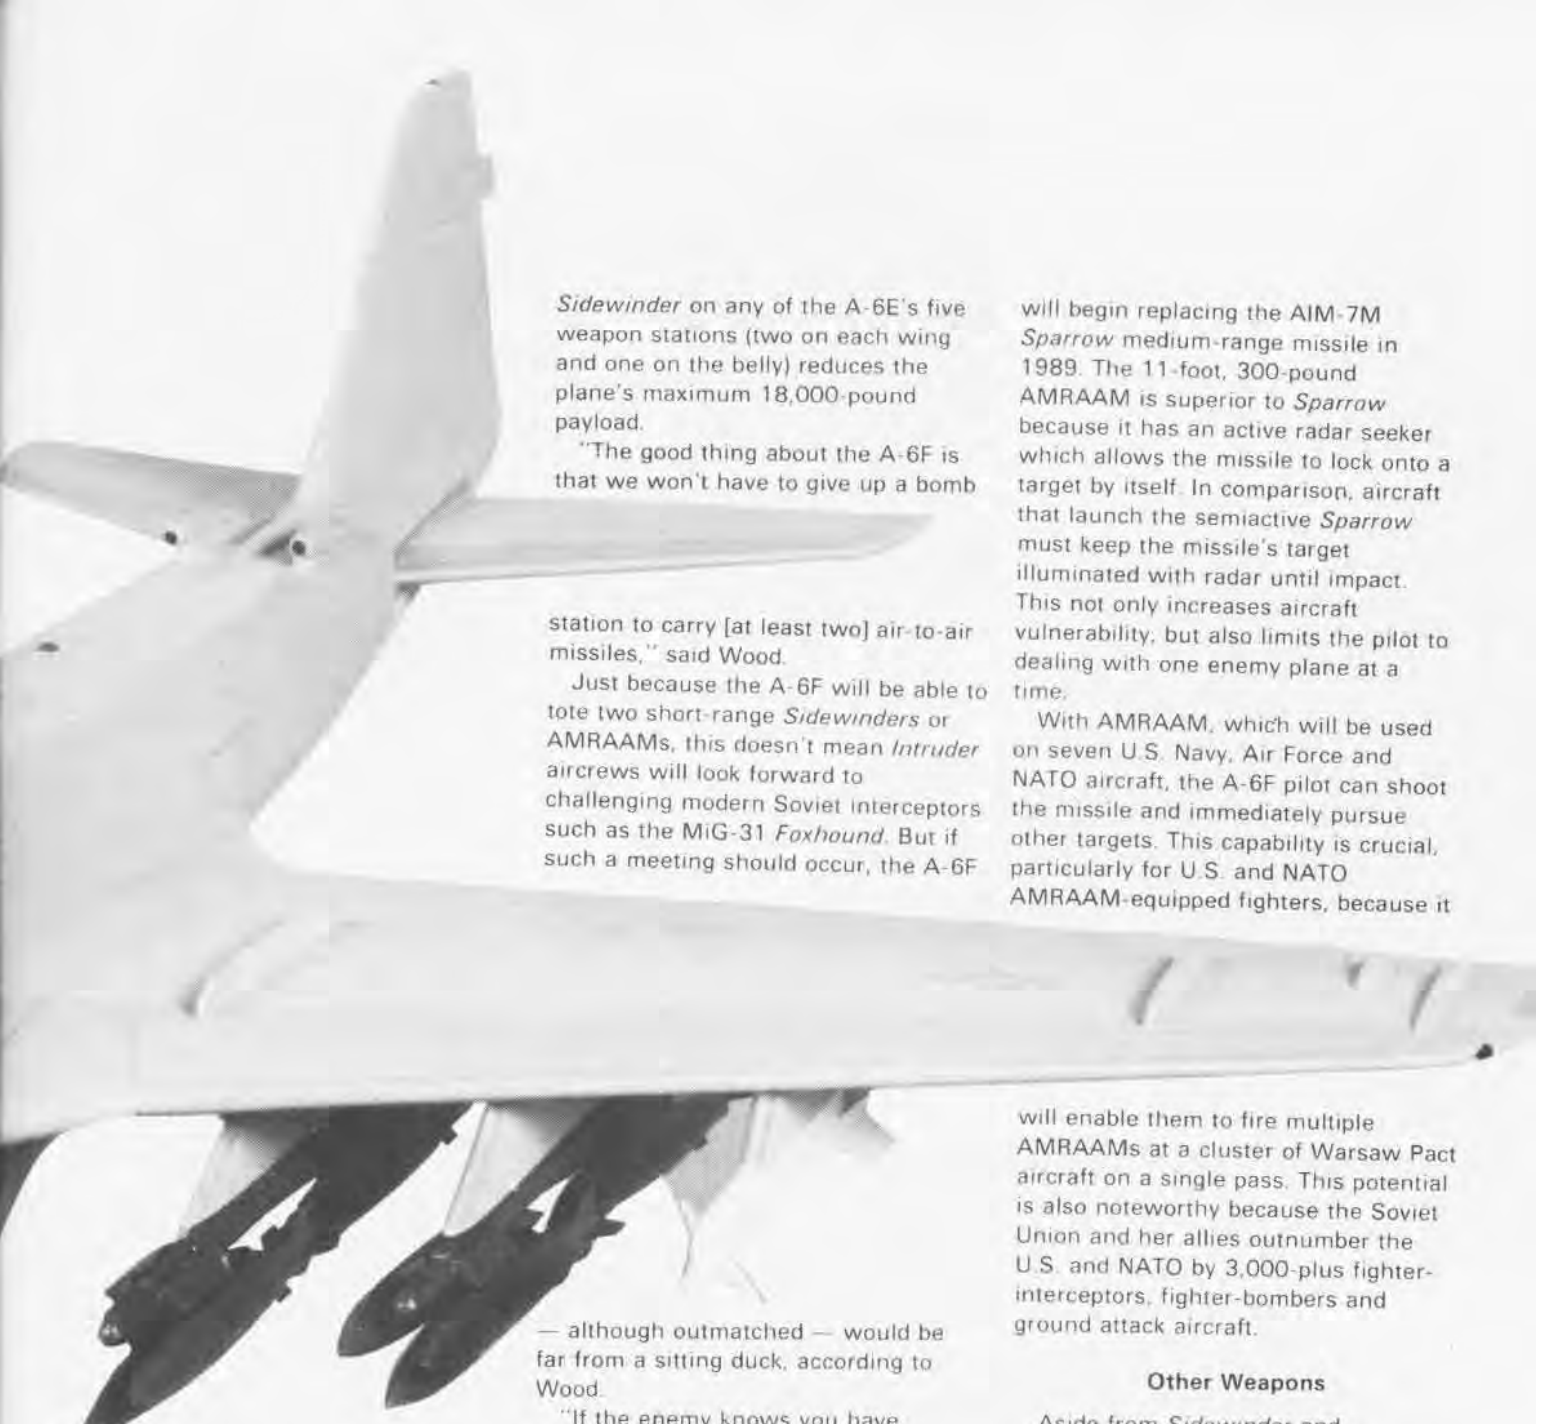 Sidewinder on any of the A-6E's five
weapon stations (two on each wing
and one on the belly) reduces the
plane's maximum 18,000-pound
payload.
"The good thing about the A-6F is
that we won't have to give up a bomb
station to carry [at least two] air-to-air
missiles," said Wood.
Just because the A-6F will be able to
tote two short-range Sidewinders or
AMRAAMs, this doesn't mean Intruder
aircrews will look forward to
challenging modern Soviet interceptors
such as the MiG-31 Foxhound. But if
such a meeting should occur, the A-6F
— although outmatched — would be
far from a sitting duck, according to
Wood.
"If the enemy knows you have
will begin replacing the AIM-7M
Sparrow medium-range missile in
1989. The 11-foot, 300-pound
AMRAAM is superior to Sparrow
because it has an active radar seeker
which allows the missile to lock onto a
target by itself. In comparison, aircraft
that launch the semiactive Sparrow
must keep the missile's target
illuminated with radar until impact.
This not only increases aircraft
vulnerability, but also limits the pilot to
dealing with one enemy plane at a
time.
With AMRAAM, which will be used
on seven U.S. Navy, Air Force and
NATO aircraft, the A-6F pilot can shoot
the missile and immediately pursue
other targets. This capability is crucial,
particularly for U.S. and NATO
AMRAAM-equipped fighters, because it
will enable them to fire multiple
AMRAAMs at a cluster of Warsaw Pact
aircraft on a single pass. This potential
is also noteworthy because the Soviet
Union and her allies outnumber the
U.S. and NATO by 3,000-plus fighter-
interceptors, fighter-bombers and
ground attack aircraft.
Other Weapons
Aside from Sidewinder and